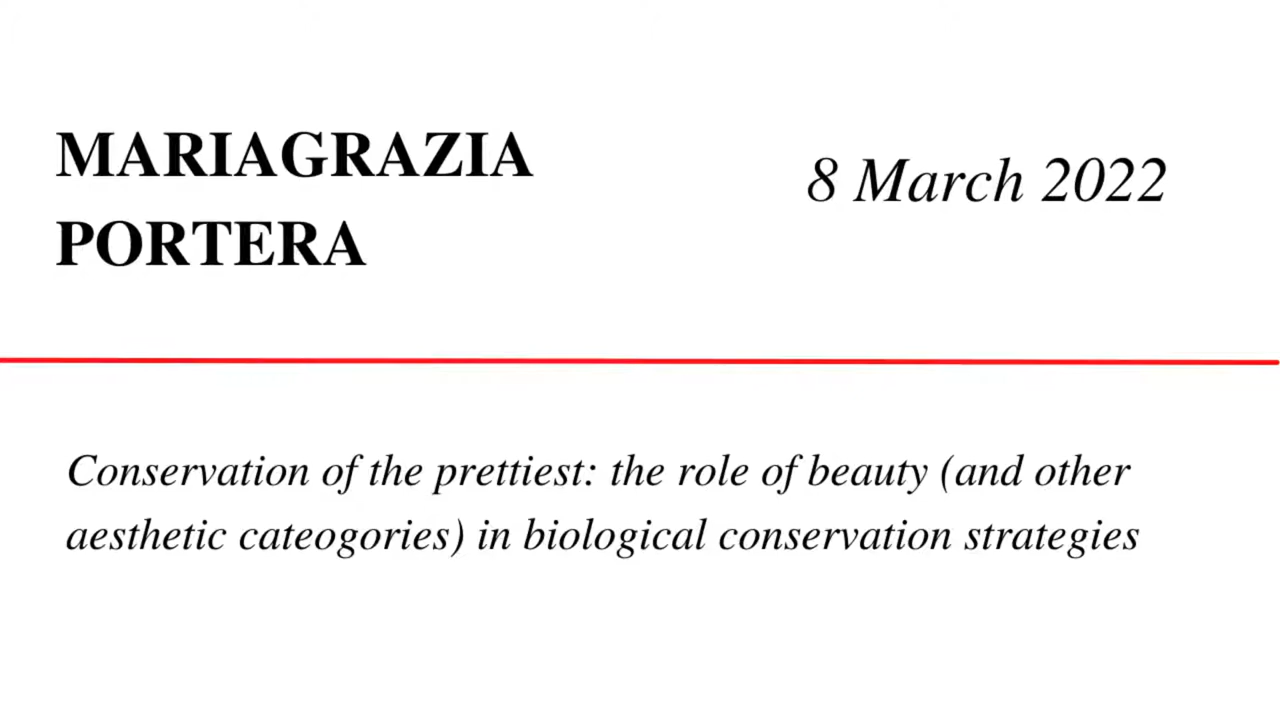 MARIAGRAZIA
PORTERA
8 March 2022
Conservation of the prettiest: the role of beauty (and other
aesthetic cateogories) in biological conservation strategies